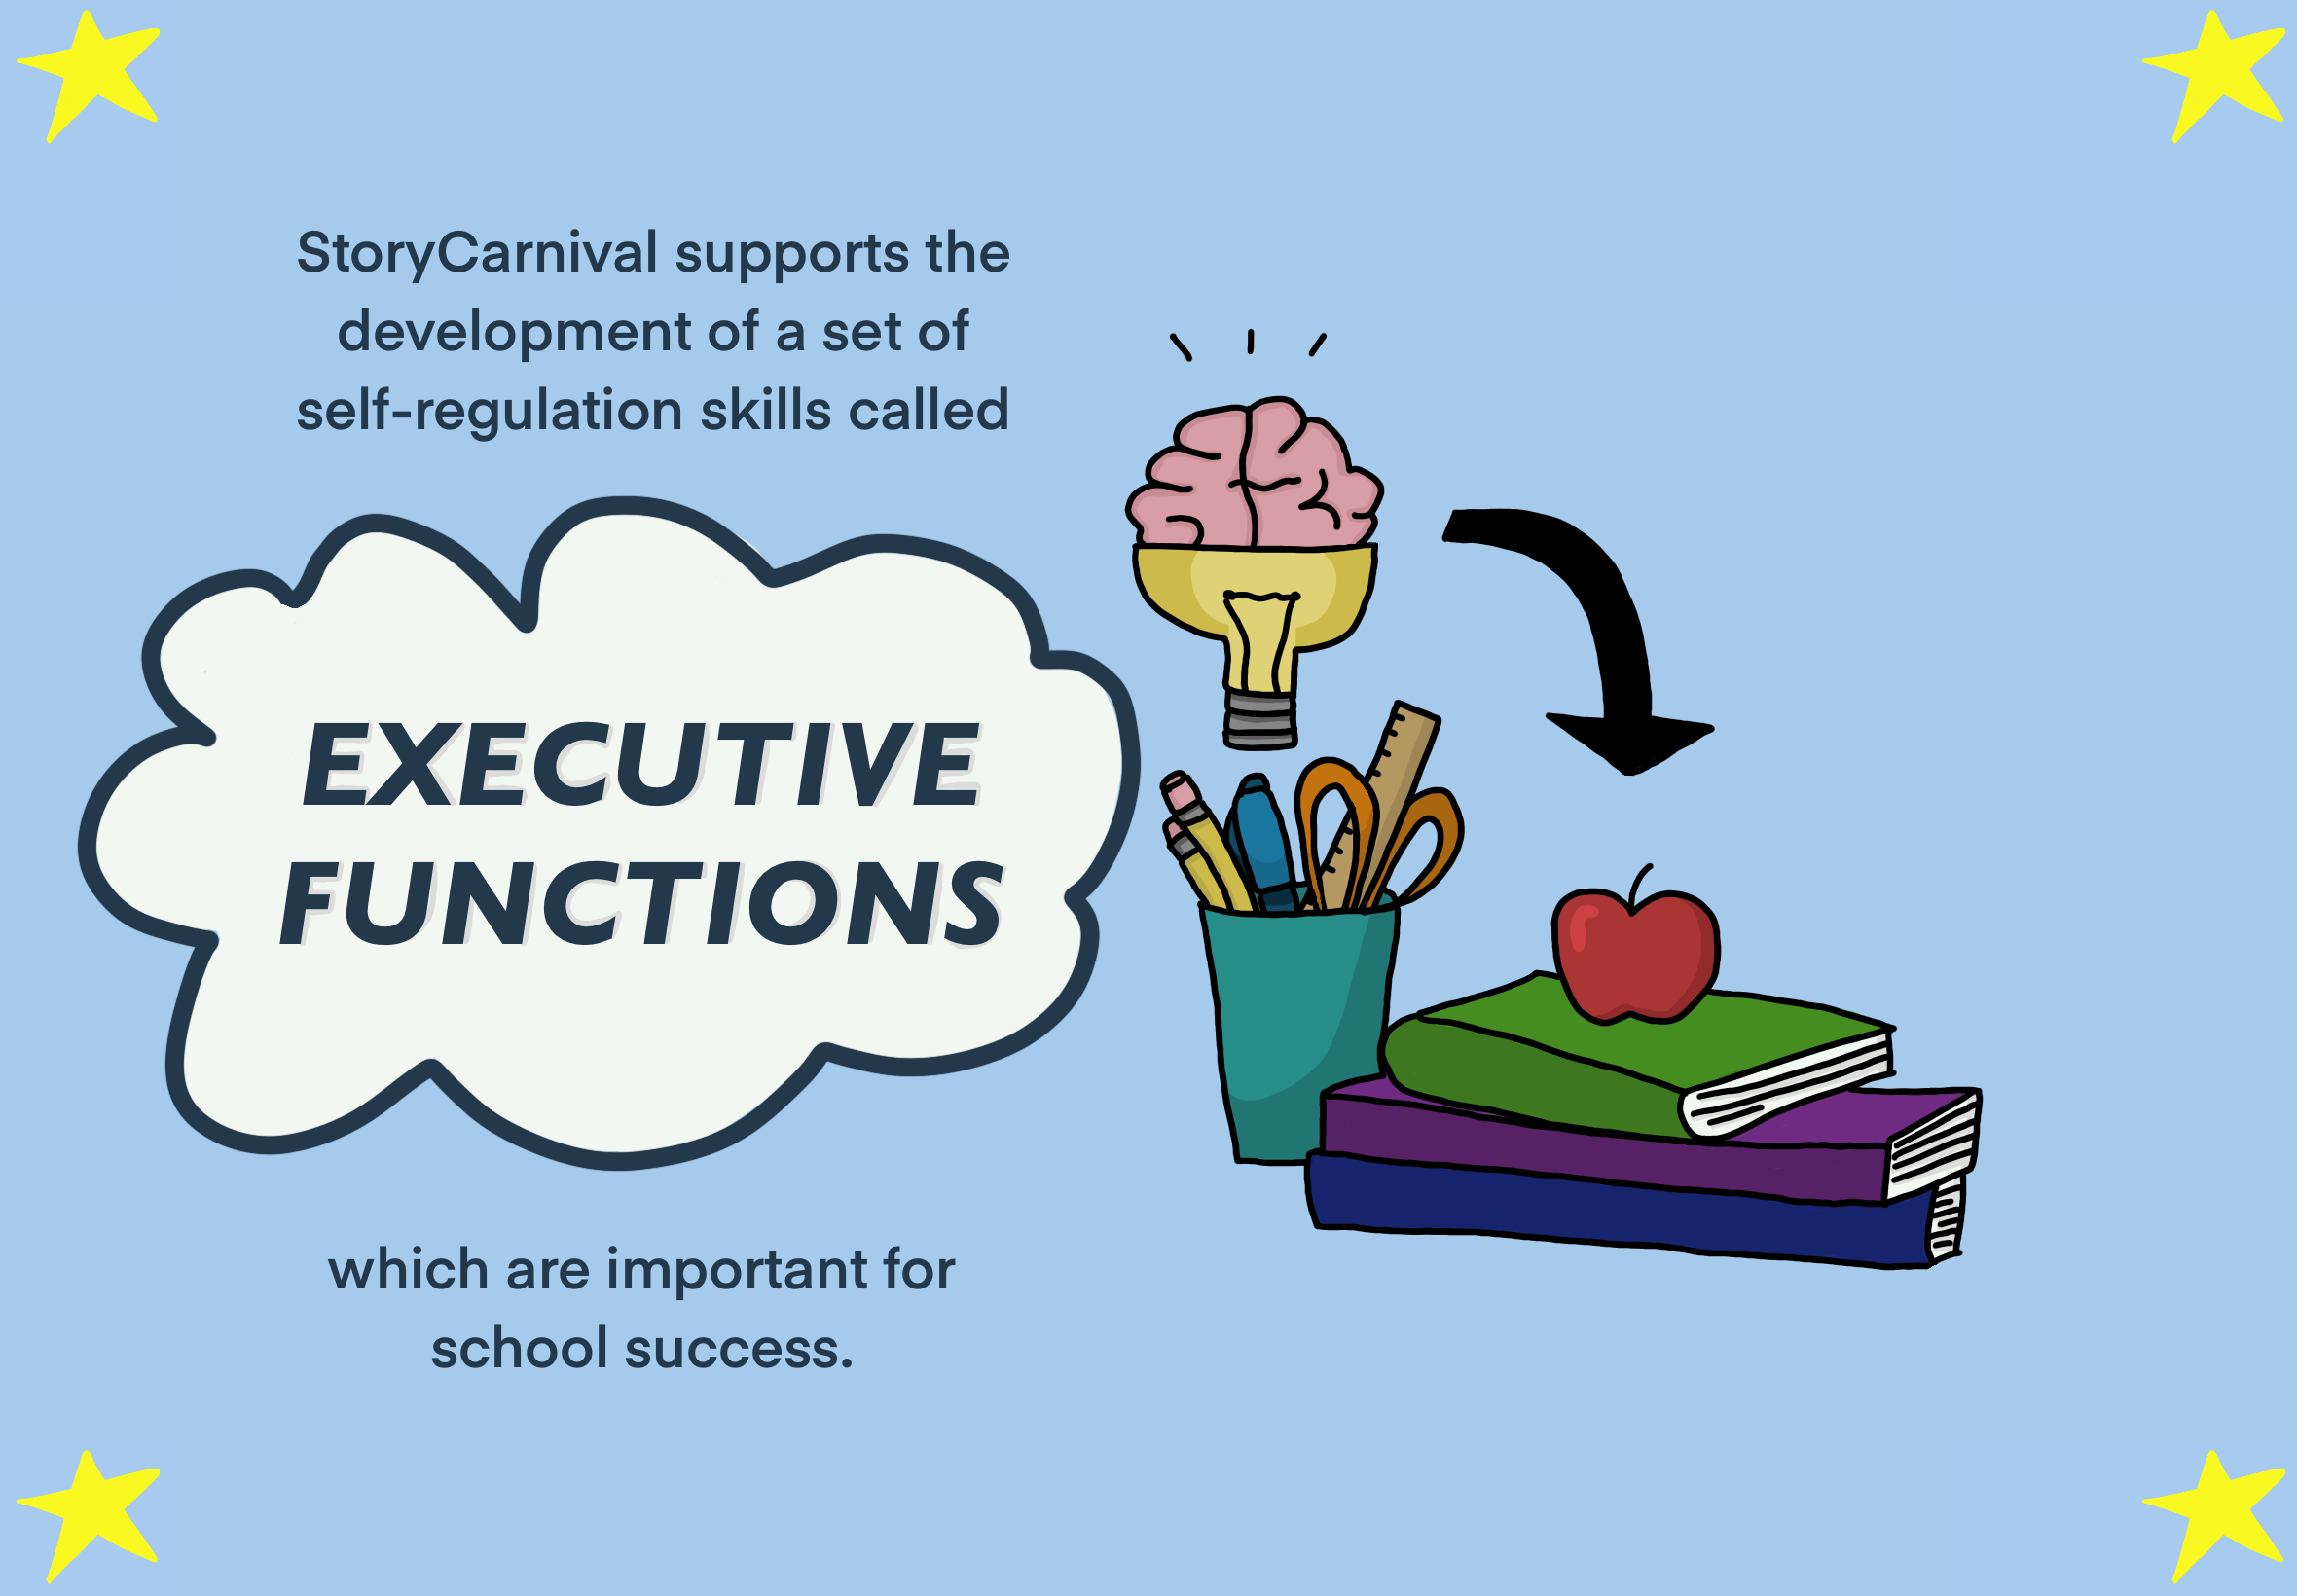 StoryCarnival supports the
development of a set of
self-regulation skills called
EXECUTIVE
FUNCTIONS
which are important for
school success.